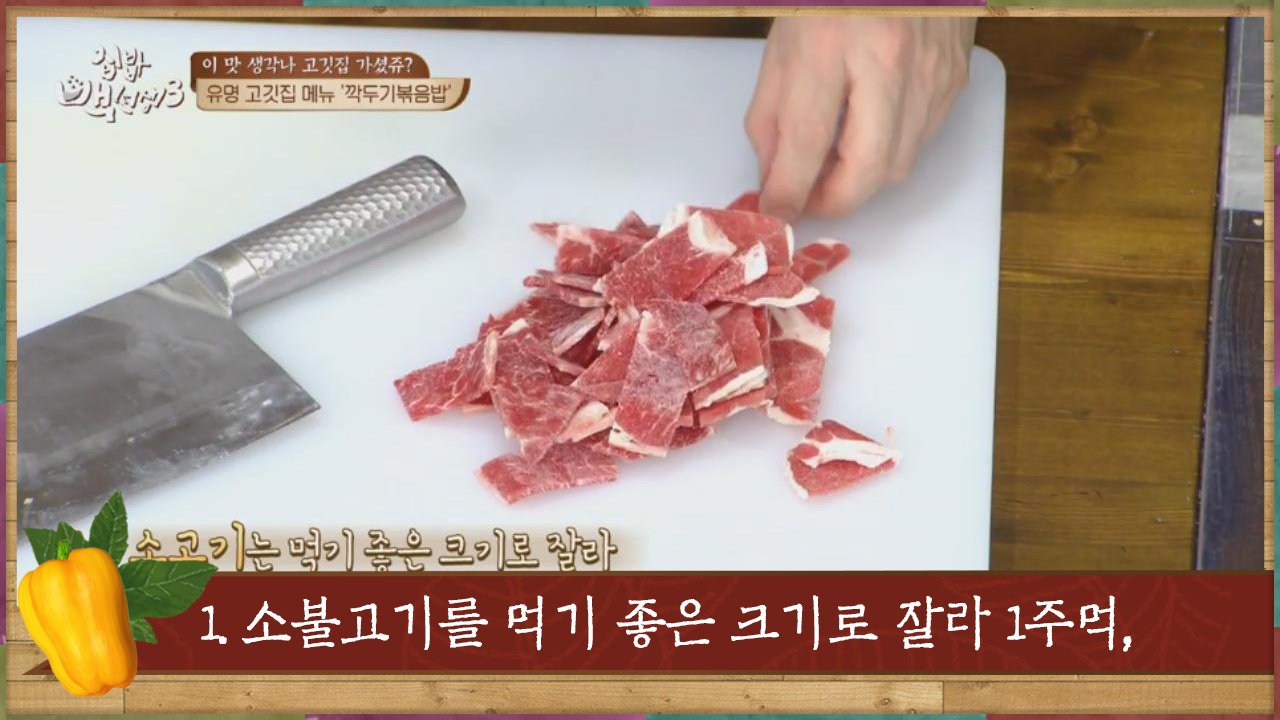 집밥
백선생3
이 맛 생각나 고깃집 가셨쥬?
유명 고깃집 메뉴 '깍두기볶음밥'
소고기는 먹기 좋은 크기로 잘라
1. 소불고기를 먹기 좋은 크기로 잘라 1주먹,